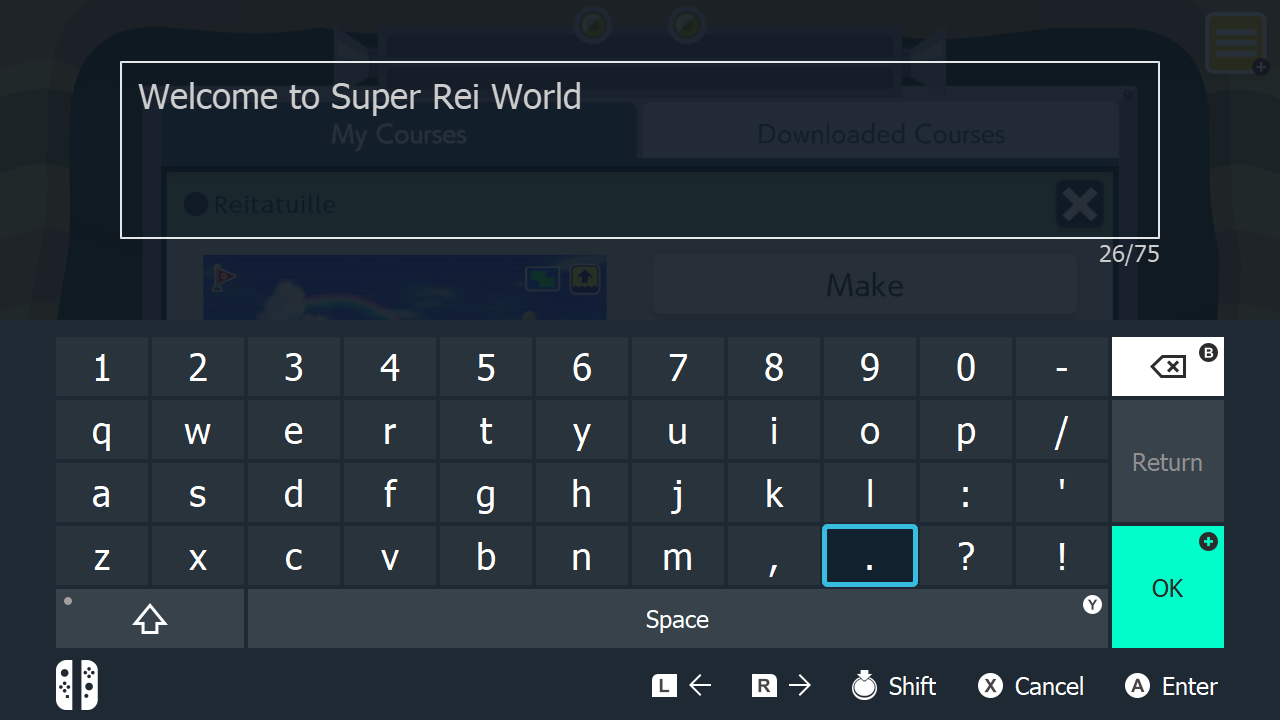 Welcome to Super Rei World
My Courses
Downloaded Courses
Reitatuille
26/75
Make
1 2 3 4 5 6 7 8 9 0 -
B
q w e r t y u i o p /
Return
a s d f g h j k l : '
z x c v b n m , . ? !
OK
Space
Y
L ← R → Shift X Cancel A Enter